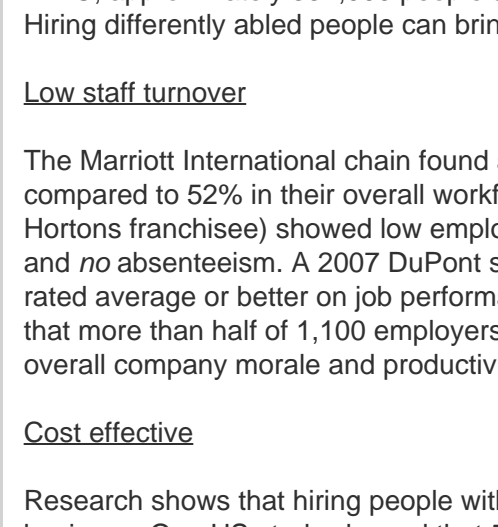 Hiring differently abled people can brin
Low staff turnover
The Marriott International chain found
compared to 52% in their overall workf
Hortons franchisee) showed low emplo
and no absenteeism. A 2007 DuPont s
rated average or better on job performa
that more than half of 1,100 employers
overall company morale and productiv
Cost effective
Research shows that hiring people with